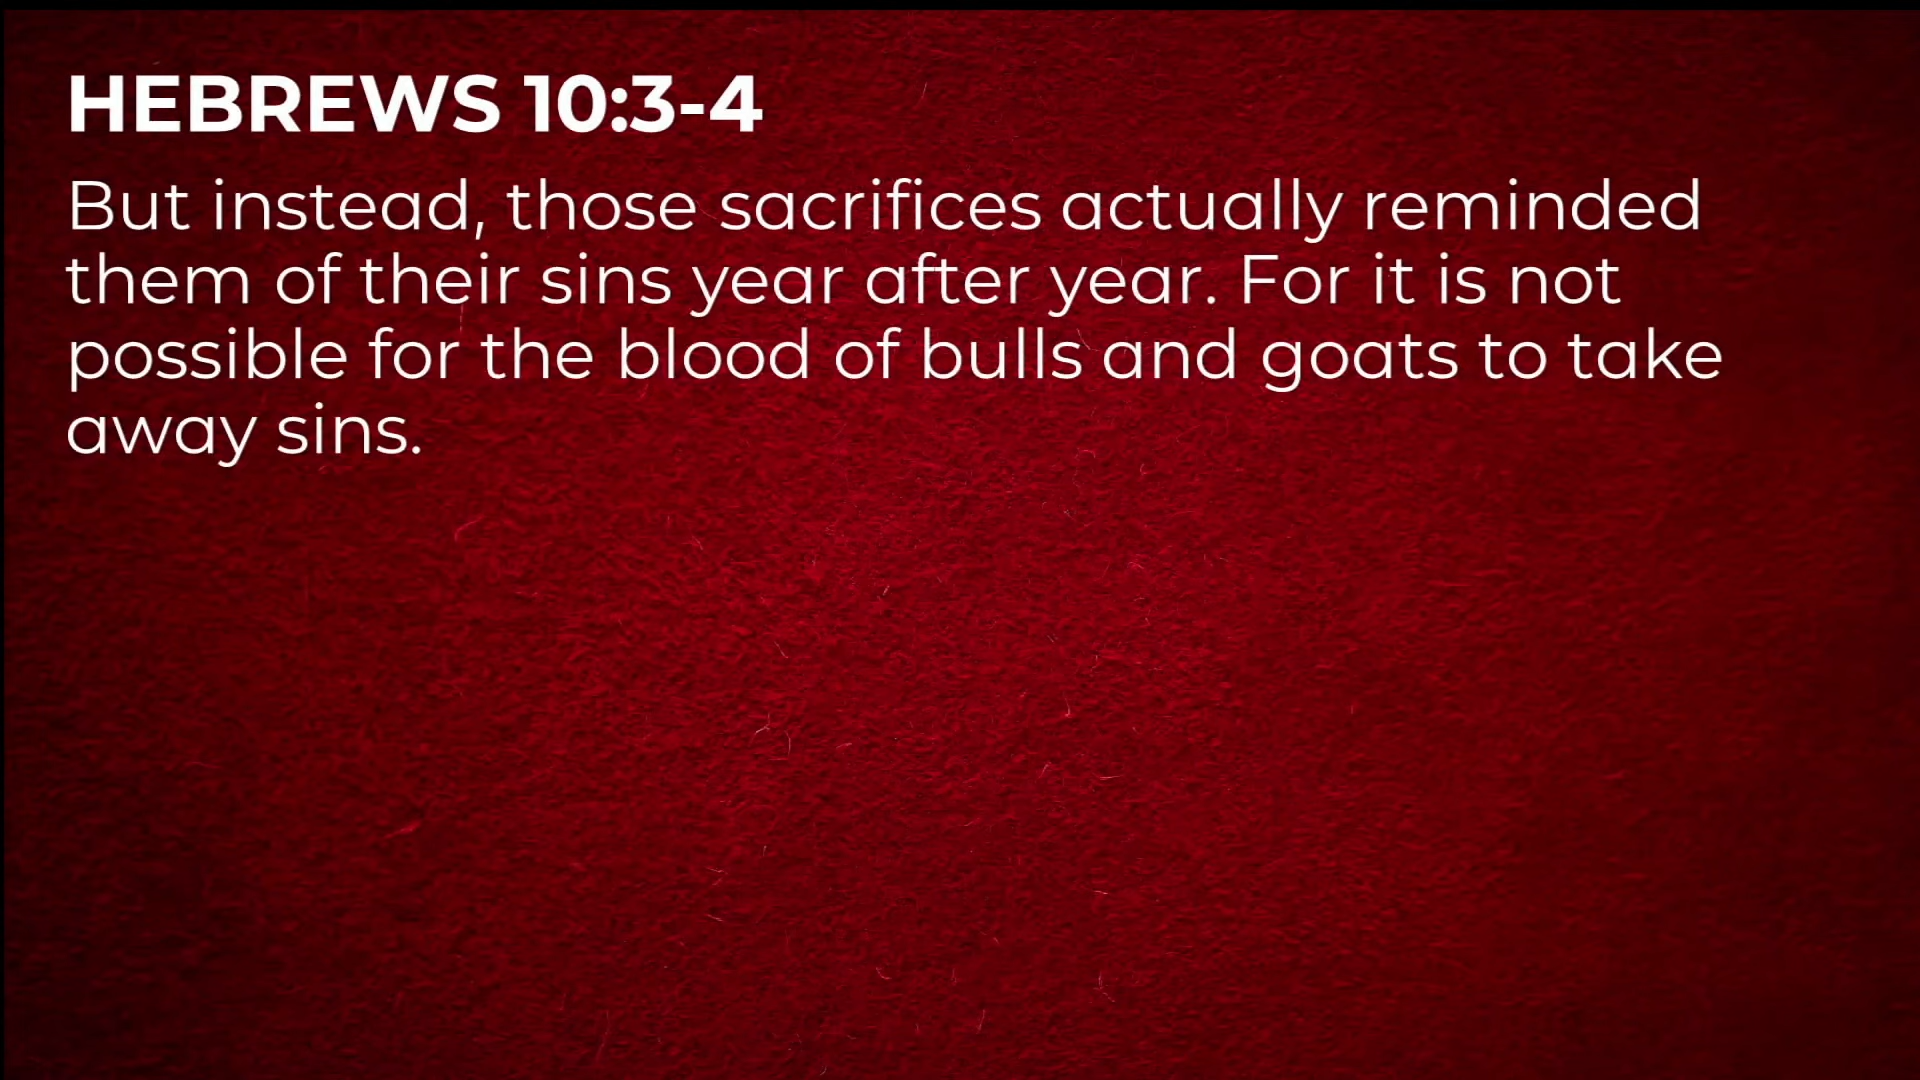 HEBREWS 10:3-4
But instead, those sacrifices actually reminded
them of their sins year after year. For it is not
possible for the blood of bulls and goats to take
away sins.